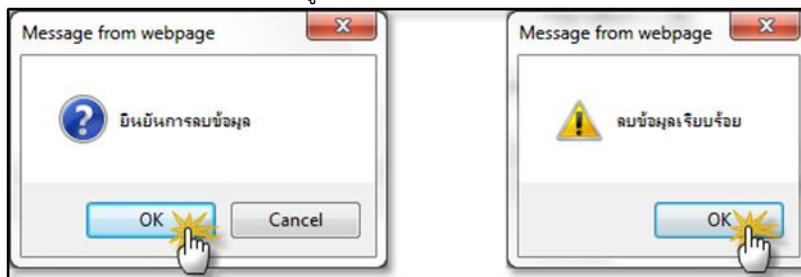 Message from webpage
ยืนยันการลบข้อมูล
OK
Cancel
Message from webpage
ลบข้อมูลเรียบร้อย
OK